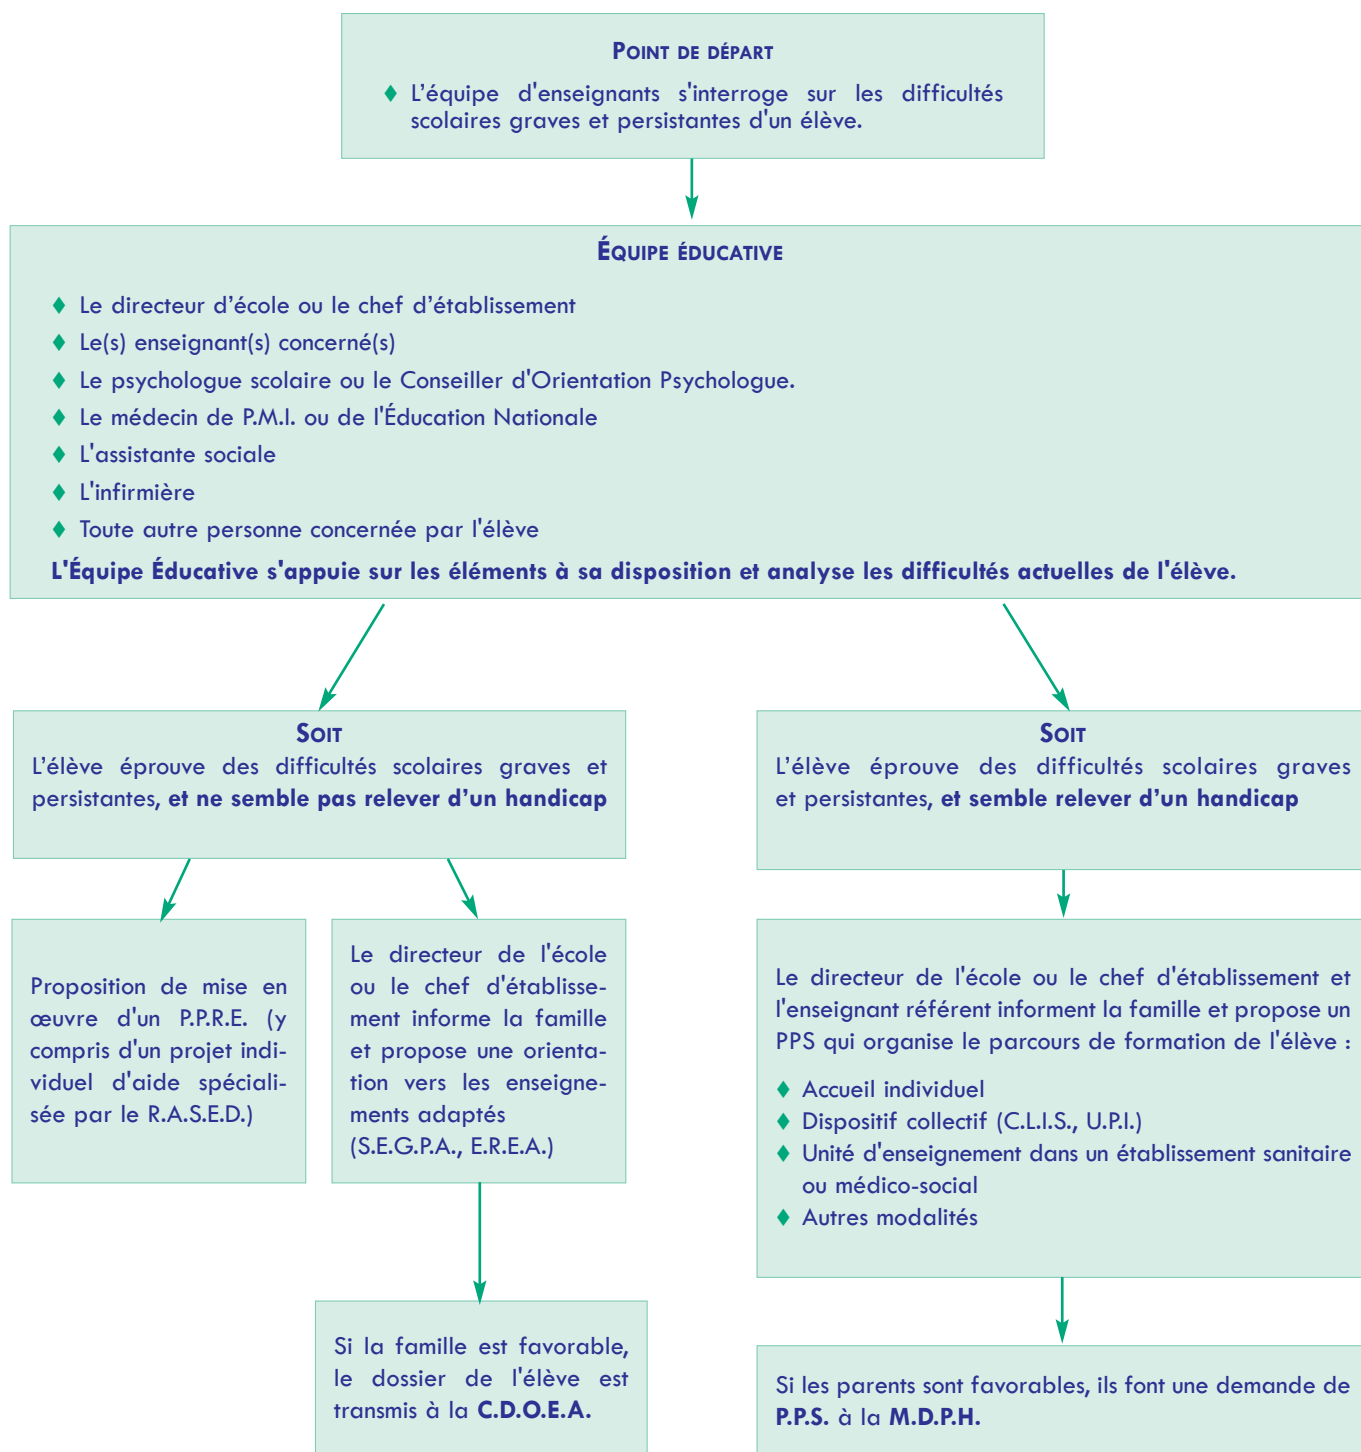 POINT DE DÉPART
♦ L'équipe d'enseignants s'interroge sur les difficultés
scolaires graves et persistantes d'un élève.
ÉQUIPE ÉDUCATIVE
♦ Le directeur d'école ou le chef d'établissement
♦ Le(s) enseignant(s) concerné(s)
♦ Le psychologue scolaire ou le Conseiller d'Orientation Psychologue.
♦ Le médecin de P.M.I. ou de l'Éducation Nationale
♦ L'assistante sociale
♦ L'infirmière
♦ Toute autre personne concernée par l'élève
L'Équipe Éducative s'appuie sur les éléments à sa disposition et analyse les difficultés actuelles de l'élève.
SOIT
L'élève éprouve des difficultés scolaires graves et
persistantes, et ne semble pas relever d'un handicap
SOIT
L'élève éprouve des difficultés scolaires graves
et persistantes, et semble relever d'un handicap
Proposition de mise en
œuvre d'un P.P.R.E. (y
compris d'un projet indi-
viduel d'aide spéciali-
sée par le R.A.S.E.D.)
Le directeur de l'école
ou le chef d'établisse-
ment informe la famille
et propose une orienta-
tion vers les enseigne-
ments adaptés
(S.E.G.P.A., E.R.E.A.)
Le directeur de l'école ou le chef d'établissement et
l'enseignant référent informent la famille et propose un
PPS qui organise le parcours de formation de l'élève :
♦ Accueil individuel
♦ Dispositif collectif (C.L.I.S., U.P.I.)
♦ Unité d'enseignement dans un établissement sanitaire
ou médico-social
♦ Autres modalités
Si la famille est favorable,
le dossier de l'élève est
transmis à la C.D.O.E.A.
Si les parents sont favorables, ils font une demande de
P.P.S. à la M.D.P.H.